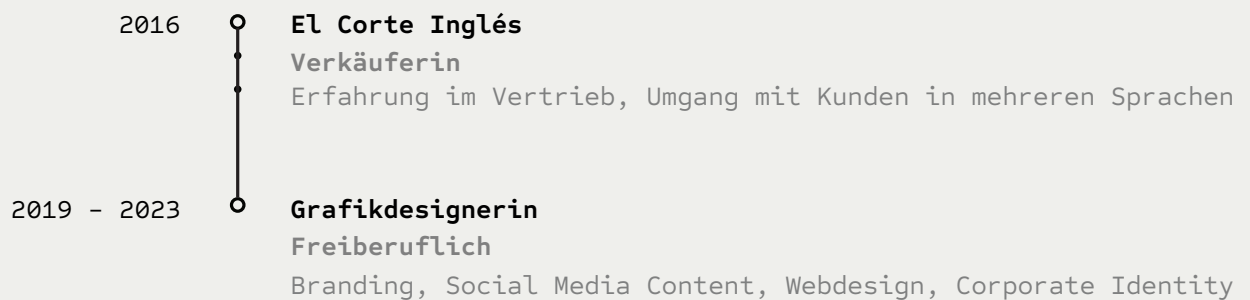 2016 El Corte Inglés
Verkäuferin
Erfahrung im Vertrieb, Umgang mit Kunden in mehreren Sprachen
2019 – 2023 Grafikdesignerin
Freiberuflich
Branding, Social Media Content, Webdesign, Corporate Identity